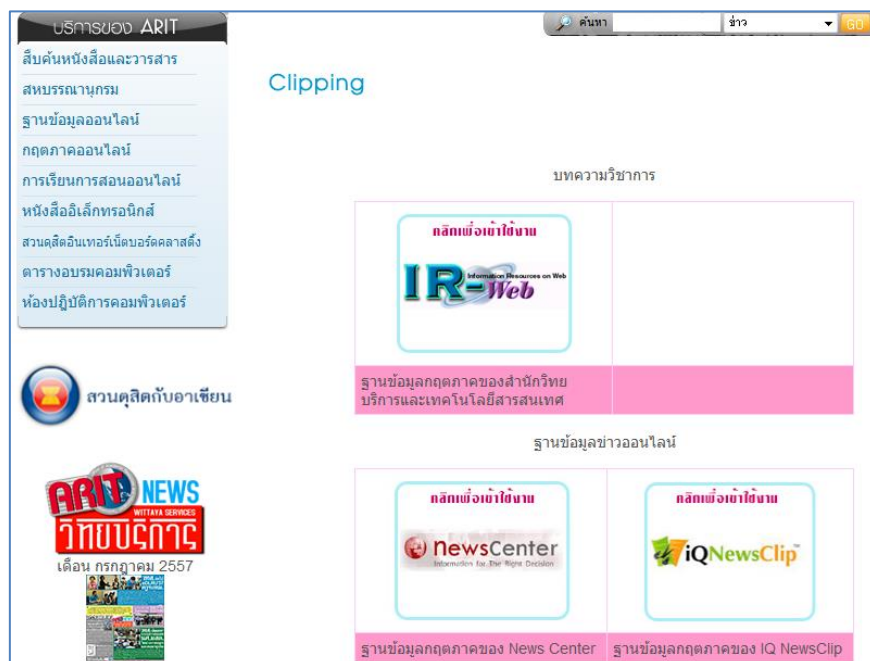 บริการของ ARIT
ค้นหา
ข่าว
GO
สืบค้นหนังสือและวารสาร
สหบรรณานุกรม
ฐานข้อมูลออนไลน์
กฤตภาคออนไลน์
การเรียนการสอนออนไลน์
หนังสืออิเล็กทรอนิกส์
สวนดุสิตอินเทอร์เน็ตบอร์ดคลาสติ้ง
ตารางอบรมคอมพิวเตอร์
ห้องปฏิบัติการคอมพิวเตอร์
สวนดุสิตกับอาเซียน
ARIT NEWS
WITTAYA SERVICES
วิทยบริการ
เดือน กรกฎาคม 2557
Clipping
บทความวิชาการ
คลิกเพื่อเข้าใช้งาน
IR-Web
Information Resources on Web
ฐานข้อมูลกฤตภาคของสำนักวิทย
บริการและเทคโนโลยีสารสนเทศ
ฐานข้อมูลข่าวออนไลน์
คลิกเพื่อเข้าใช้งาน
newsCenter
Information for The Right Decision
ฐานข้อมูลกฤตภาคของ News Center
คลิกเพื่อเข้าใช้งาน
iQNewsClip
ฐานข้อมูลกฤตภาคของ IQ NewsClip